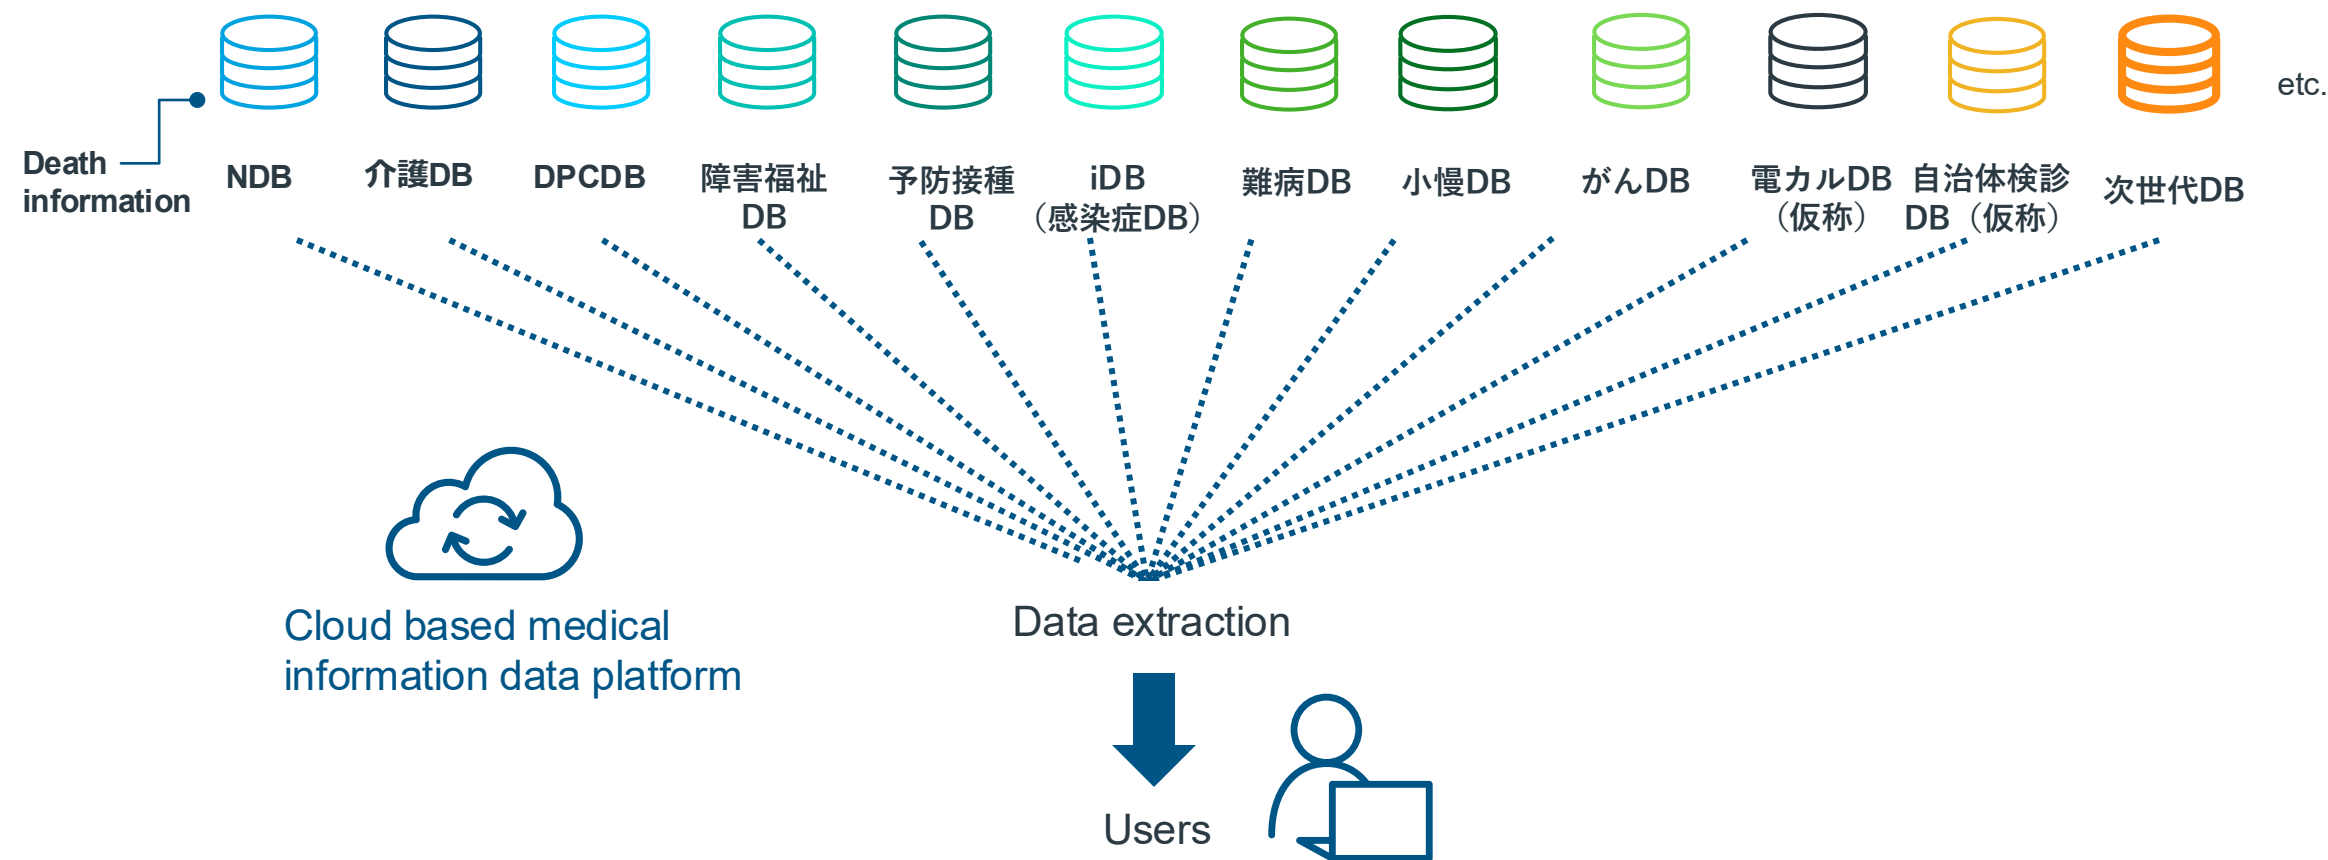 etc.
Death
information
NDB
介護DB
DPCDB
障害福祉
DB
予防接種
DB
iDB
（感染症DB）
難病DB
小慢DB
がんDB
電カルDB
（仮称）
自治体検診
DB（仮称）
次世代DB
Cloud based medical
information data platform
Data extraction
Users